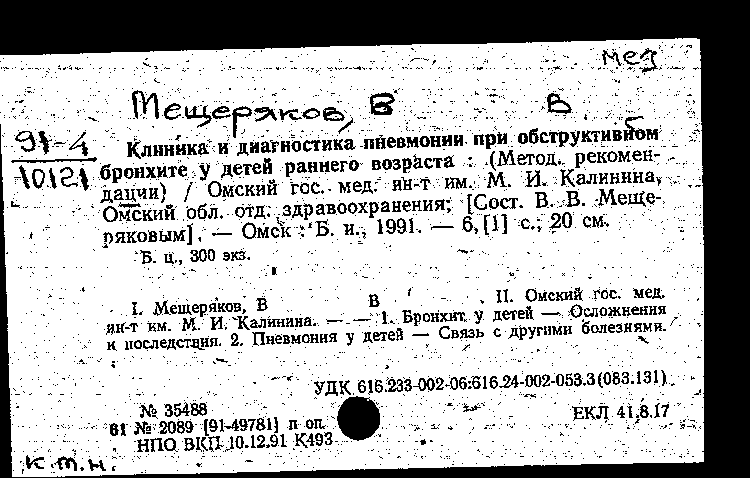 мед
Мещеряков, В В
91-4
10121
Клиника и диагностика пневмонии при обструктивном
бронхите у детей раннего возраста : (Метод. рекомен-
дации) / Омский гос. мед. ин-т им. М. И. Калинина,
Омский обл. отд. здравоохранения; [Сост. В. В. Меще-
ряковым]. — Омск : Б. и., 1991. — 6, [1] с.; 20 см.
Б. ц., 300 экз.
I. Мещеряков, В В II. Омский гос. мед.
ин-т им. М. И. Калинина. — — 1. Бронхит у детей — Осложнения
и последствия. 2. Пневмония у детей — Связь с другими болезнями.
УДК 616.233-002-06:616.24-002-053.3(083.131)
№ 35488
61 № 2089 [91-49781] п оп.
ЕКЛ 41.8.17
НПО ВКП 10.12.91 К493
к.т.н.